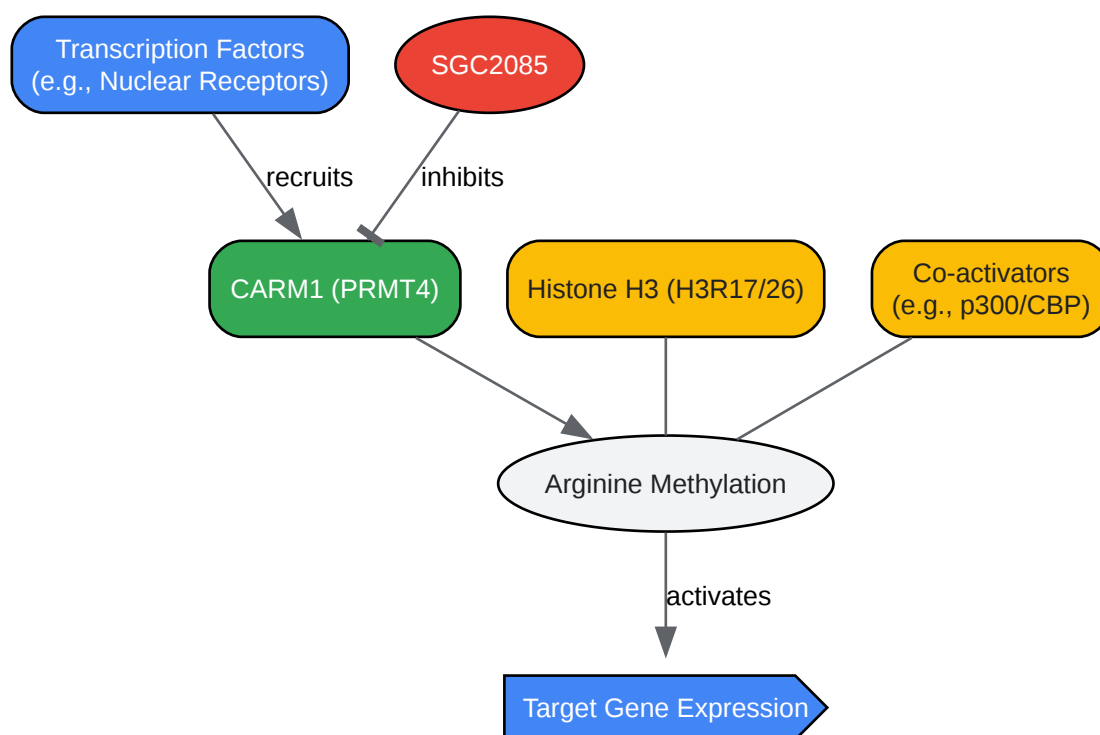 Transcription Factors
(e.g., Nuclear Receptors)
SGC2085
recruits
inhibits
CARM1 (PRMT4)
Histone H3 (H3R17/26)
Co-activators
(e.g., p300/CBP)
Arginine Methylation
activates
Target Gene Expression